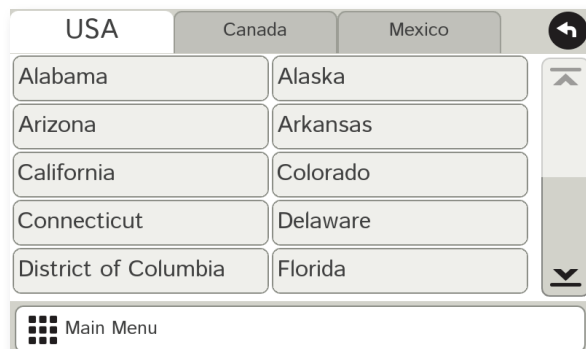 USA Canada Mexico
Alabama Alaska
Arizona Arkansas
California Colorado
Connecticut Delaware
District of Columbia Florida
Main Menu